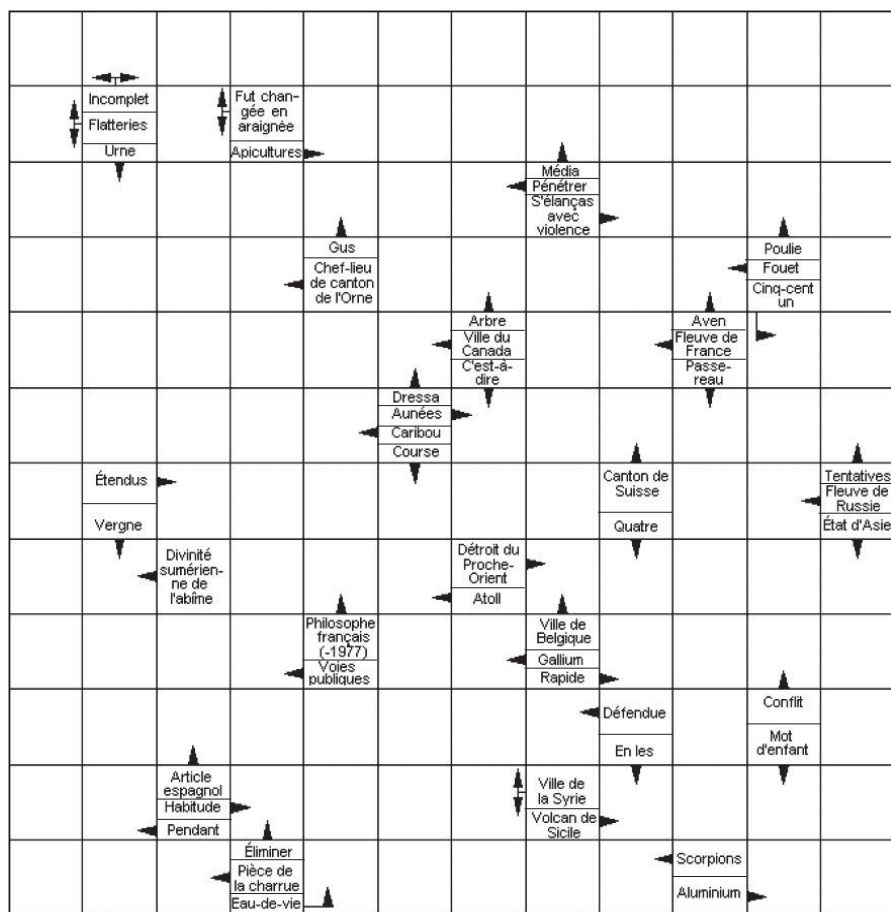 Incomplet
Flatteries
Urne
Fut chan-
gée en
araignée
Apicultures
Média
Pénétrer
S'élanças
avec
violence
Gus
Chef-lieu
de canton
de l'Orne
Poulie
Fouet
Cinq-cent
un
Arbre
Ville du
Canada
C'est-à-
dire
Aven
Fleuve de
France
Passe-
reau
Dressa
Aunées
Caribou
Course
Étendus
Vergne
Canton de
Suisse
Quatre
Tentatives
Fleuve de
Russie
État d'Asie
Divinité
sumérien-
ne de
l'abîme
Détroit du
Proche-
Orient
Atoll
Philosophe
français
(-1977)
Voies
publiques
Ville de
Belgique
Gallium
Rapide
Défendue
En les
Conflit
Mot
d'enfant
Article
espagnol
Habitude
Pendant
Ville de
la Syrie
Volcan de
Sicile
Éliminer
Pièce de
la charrue
Eau-de-vie
Scorpions
Aluminium